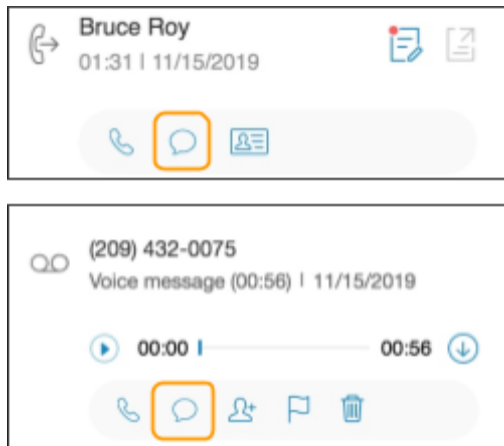 Bruce Roy
01:31 | 11/15/2019
(209) 432-0075
Voice message (00:56) | 11/15/2019
00:00 00:56